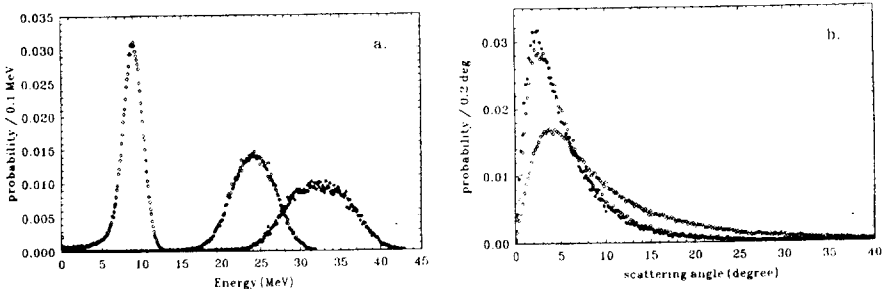 0.035
0.030
0.025
0.020
0.015
0.010
0.005
0.000
probability / 0.1 MeV
a.
0 5 10 15 20 25 30 35 40 45
Energy (MeV)
0.03
0.02
0.01
0.00
probability / 0.2 deg
b.
0 5 10 15 20 25 30 35 40
scattering angle (degree)